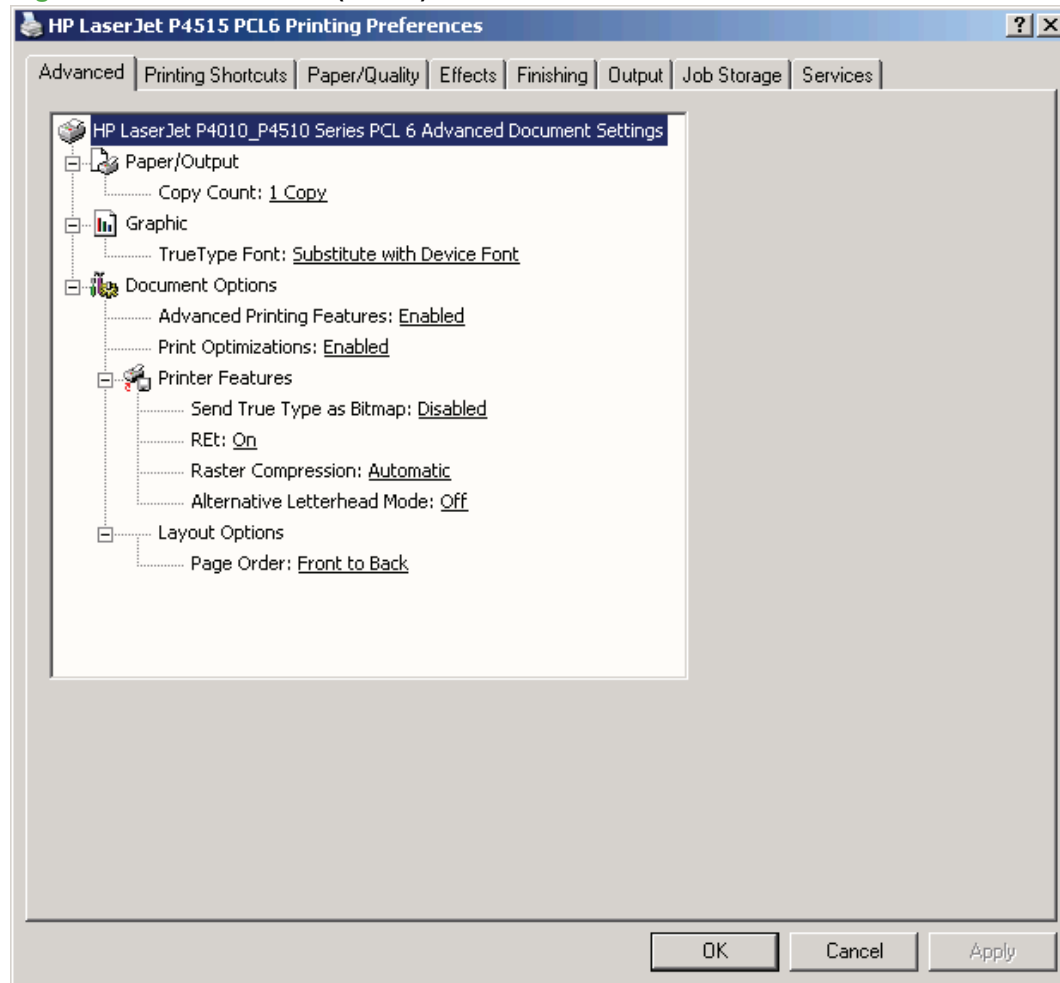 HP LaserJet P4515 PCL6 Printing Preferences
Advanced Printing Shortcuts Paper/Quality Effects Finishing Output Job Storage Services
HP LaserJet P4010_P4510 Series PCL 6 Advanced Document Settings
Paper/Output
Copy Count: 1 Copy
Graphic
TrueType Font: Substitute with Device Font
Document Options
Advanced Printing Features: Enabled
Print Optimizations: Enabled
Printer Features
Send True Type as Bitmap: Disabled
REt: On
Raster Compression: Automatic
Alternative Letterhead Mode: Off
Layout Options
Page Order: Front to Back
OK Cancel Apply